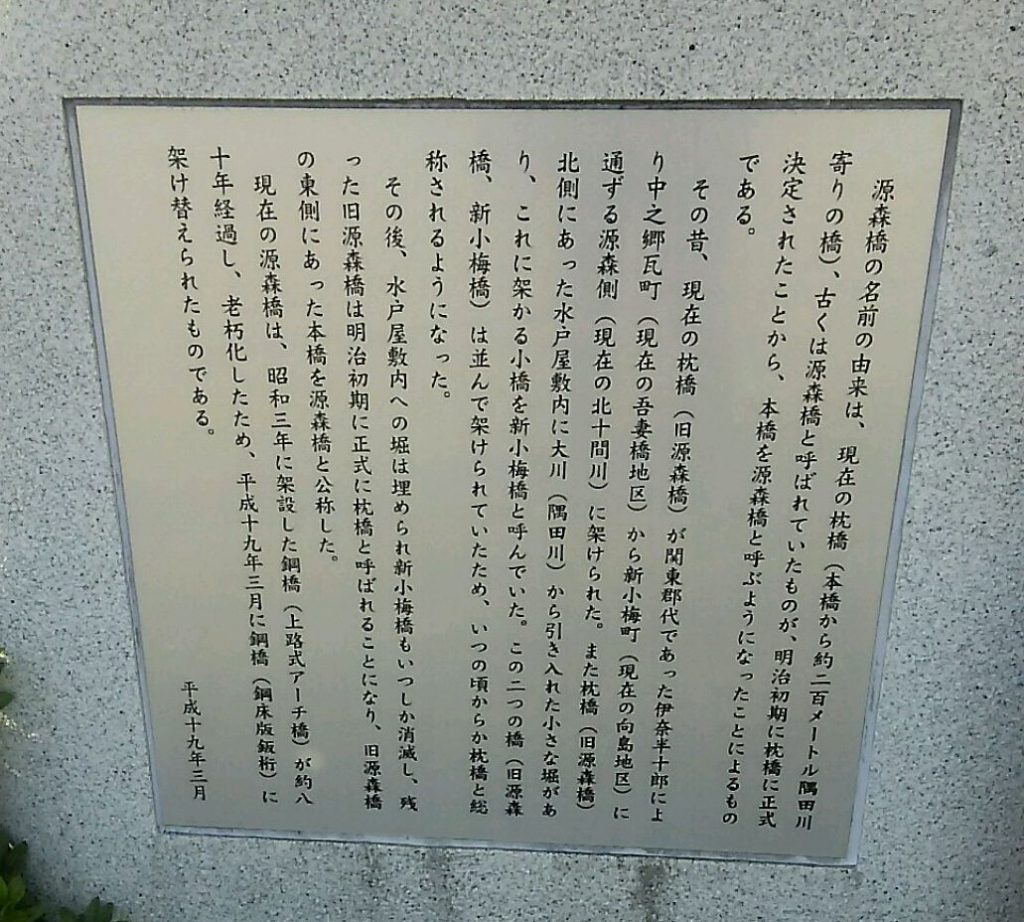 源森橋の名前の由来は、現在の枕橋（本橋から約二百メートル隅田川
寄りの橋）、古くは源森橋と呼ばれていたものが、明治初期に枕橋に正式
決定されたことから、本橋を源森橋と呼ぶようになったことによるもの
である。
その昔、現在の枕橋（旧源森橋）が関東郡代であった伊奈半十郎によ
り中之郷瓦町（現在の吾妻橋地区）から新小梅町（現在の向島地区）に
通ずる源森側（現在の北十間川）に架けられた。また枕橋（旧源森橋）
北側にあった水戸屋敷内に大川（隅田川）から引き入れた小さな堀があ
り、これに架かる小橋を新小梅橋と呼んでいた。この二つの橋（旧源森
橋、新小梅橋）は並んで架けられていたため、いつの頃からか枕橋と総
称されるようになった。
その後、水戸屋敷内への堀は埋められ新小梅橋もいつしか消滅し、残
った旧源森橋は明治初期に正式に枕橋と呼ばれることになり、旧源森橋
の東側にあった本橋を源森橋と公称した。
現在の源森橋は、昭和三年に架設した鋼橋（上路式アーチ橋）が約八
十年経過し、老朽化したため、平成十九年三月に鋼橋（鋼床版鈑桁）に
架け替えられたものである。
平成十九年三月